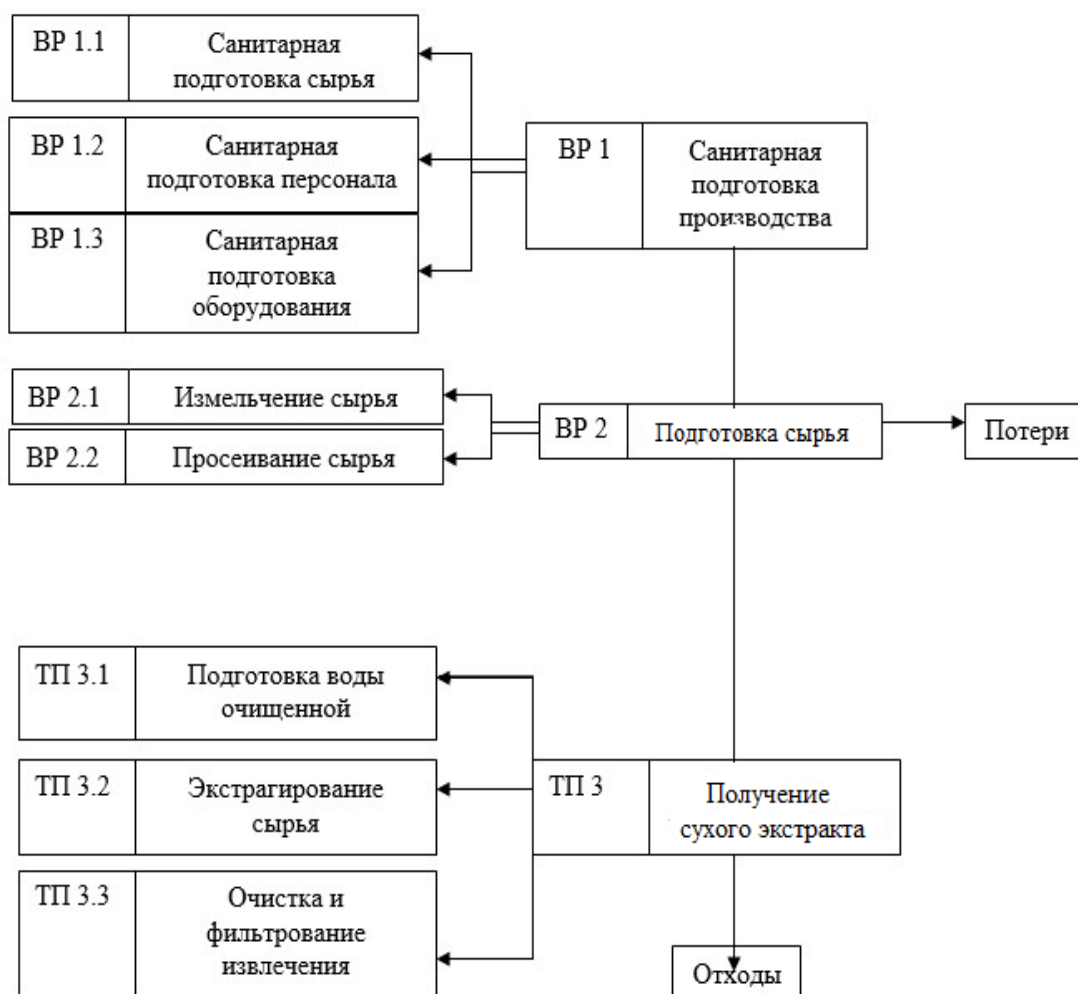 ВР 1.1
Санитарная
подготовка сырья
ВР 1.2
Санитарная
подготовка персонала
ВР 1.3
Санитарная
подготовка
оборудования
ВР 1
Санитарная
подготовка
производства
ВР 2.1
Измельчение сырья
ВР 2.2
Просеивание сырья
ВР 2
Подготовка сырья
Потери
ТП 3.1
Подготовка воды
очищенной
ТП 3.2
Экстрагирование
сырья
ТП 3.3
Очистка и
фильтрование
извлечения
ТП 3
Получение
сухого экстракта
Отходы